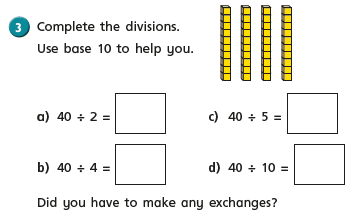 3 Complete the divisions.
Use base 10 to help you.
a) 40 ÷ 2 =
c) 40 ÷ 5 =
b) 40 ÷ 4 =
d) 40 ÷ 10 =
Did you have to make any exchanges?